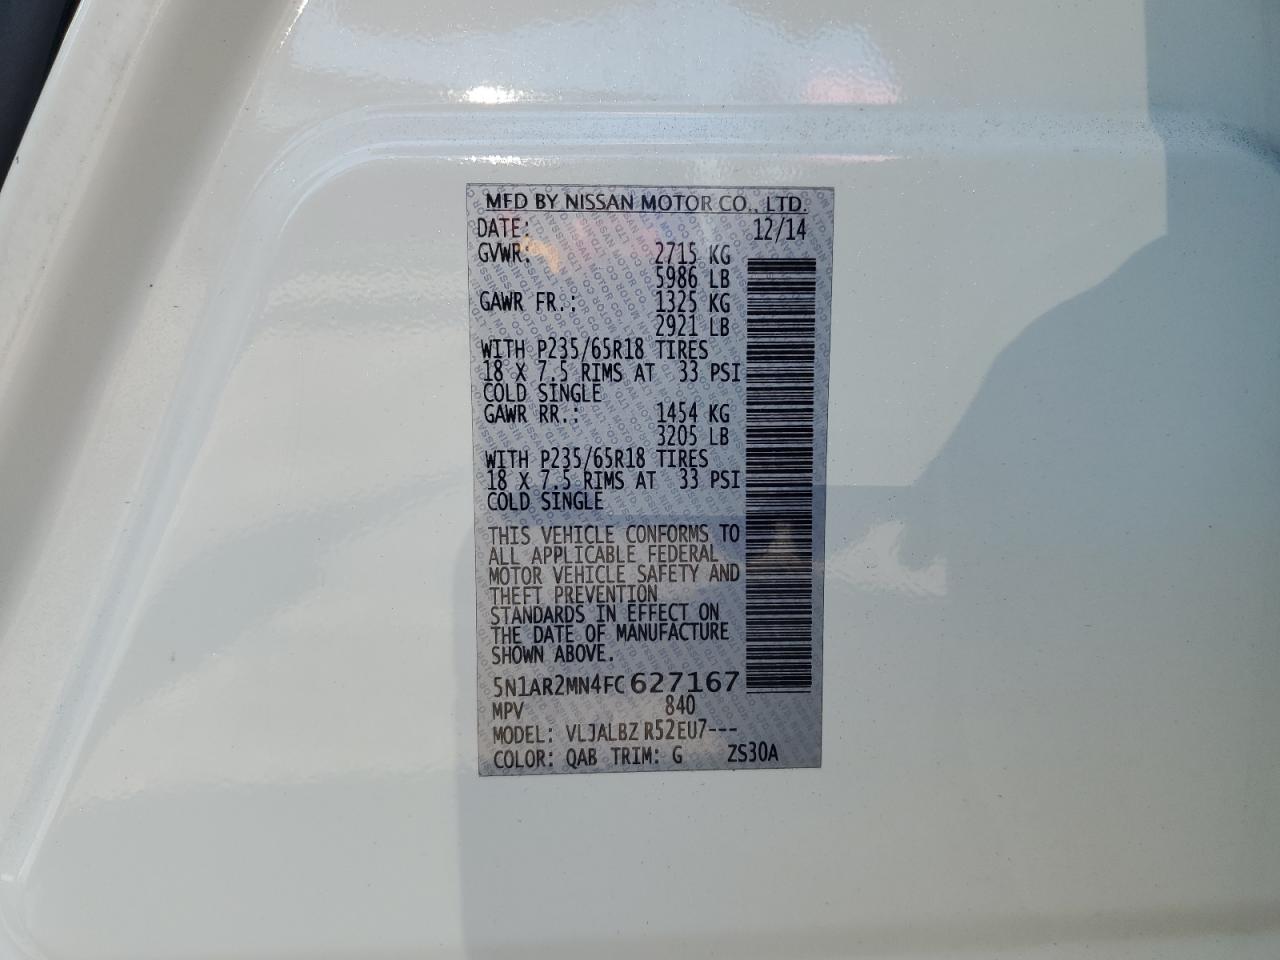 MFD BY NISSAN MOTOR CO., LTD.
DATE: 12/14
GVWR: 2715 KG
5986 LB
GAWR FR.: 1325 KG
2921 LB
WITH P235/65R18 TIRES
18 X 7.5 RIMS AT 33 PSI
COLD SINGLE
GAWR RR.: 1454 KG
3205 LB
WITH P235/65R18 TIRES
18 X 7.5 RIMS AT 33 PSI
COLD SINGLE
THIS VEHICLE CONFORMS TO
ALL APPLICABLE FEDERAL
MOTOR VEHICLE SAFETY AND
THEFT PREVENTION
STANDARDS IN EFFECT ON
THE DATE OF MANUFACTURE
SHOWN ABOVE.
5N1AR2MN4FC627167
MPV 840
MODEL: VLJALBZ R52EU7---
COLOR: QAB TRIM: G ZS30A